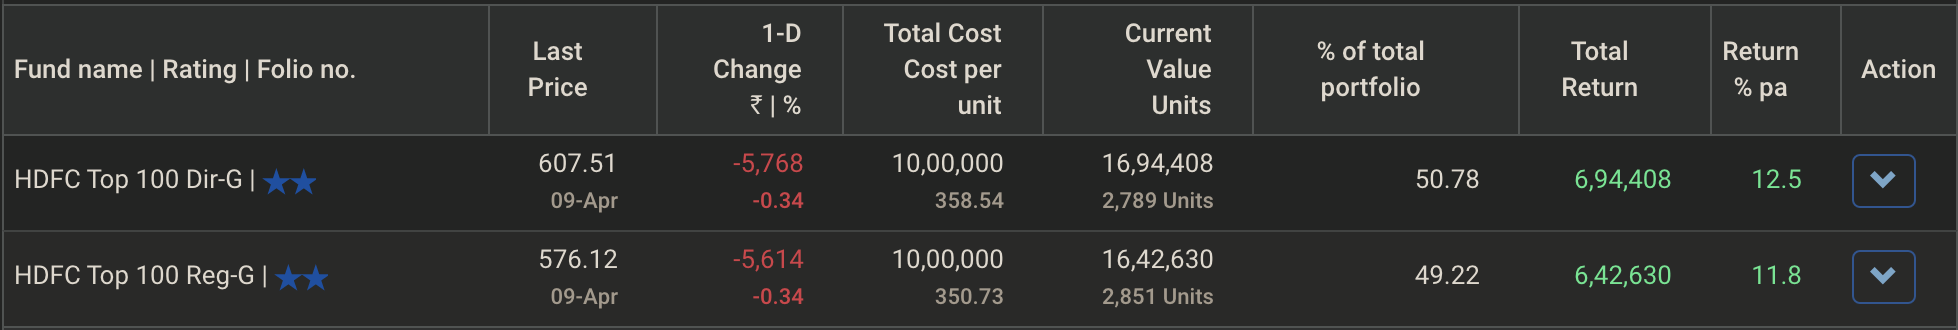 Fund name | Rating | Folio no.
Last
Price
1-D
Change
₹ | %
Total Cost
Cost per
unit
Current
Value
Units
% of total
portfolio
Total
Return
Return
% pa
Action
HDFC Top 100 Dir-G |
607.51
09-Apr
-5,768
-0.34
10,00,000
358.54
16,94,408
2,789 Units
50.78
6,94,408
12.5
HDFC Top 100 Reg-G |
576.12
09-Apr
-5,614
-0.34
10,00,000
350.73
16,42,630
2,851 Units
49.22
6,42,630
11.8